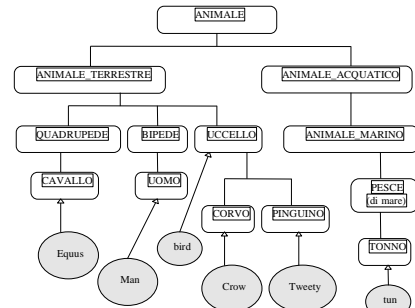 ANIMALE
ANIMALE_TERRESTRE
ANIMALE_ACQUATICO
QUADRUPEDE
BIPEDE
UCCELLO
ANIMALE_MARINO
CAVALLO
UOMO
PESCE
(di mare)
CORVO
PINGUINO
TONNO
Equus
Man
bird
Crow
Tweety
tun